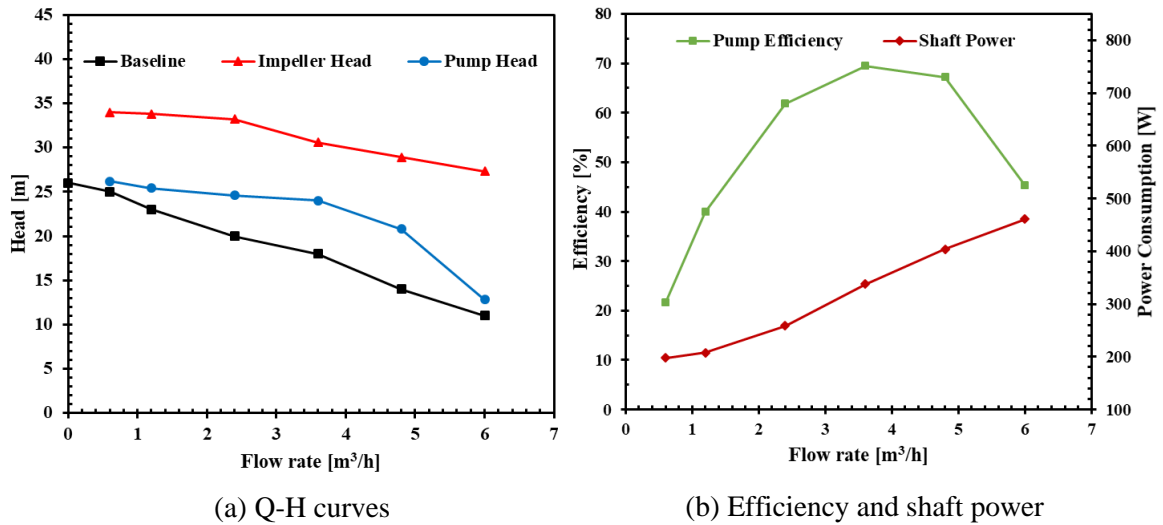 45
40
35
30
25
20
15
10
5
0
Head [m]
Baseline Impeller Head Pump Head
0 1 2 3 4 5 6 7
Flow rate [m³/h]
(a) Q-H curves
80
70
60
50
40
30
20
10
0
Efficiency [%]
Pump Efficiency Shaft Power
800
700
600
500
400
300
200
100
Power Consumption [W]
0 1 2 3 4 5 6 7
Flow rate [m³/h]
(b) Efficiency and shaft power